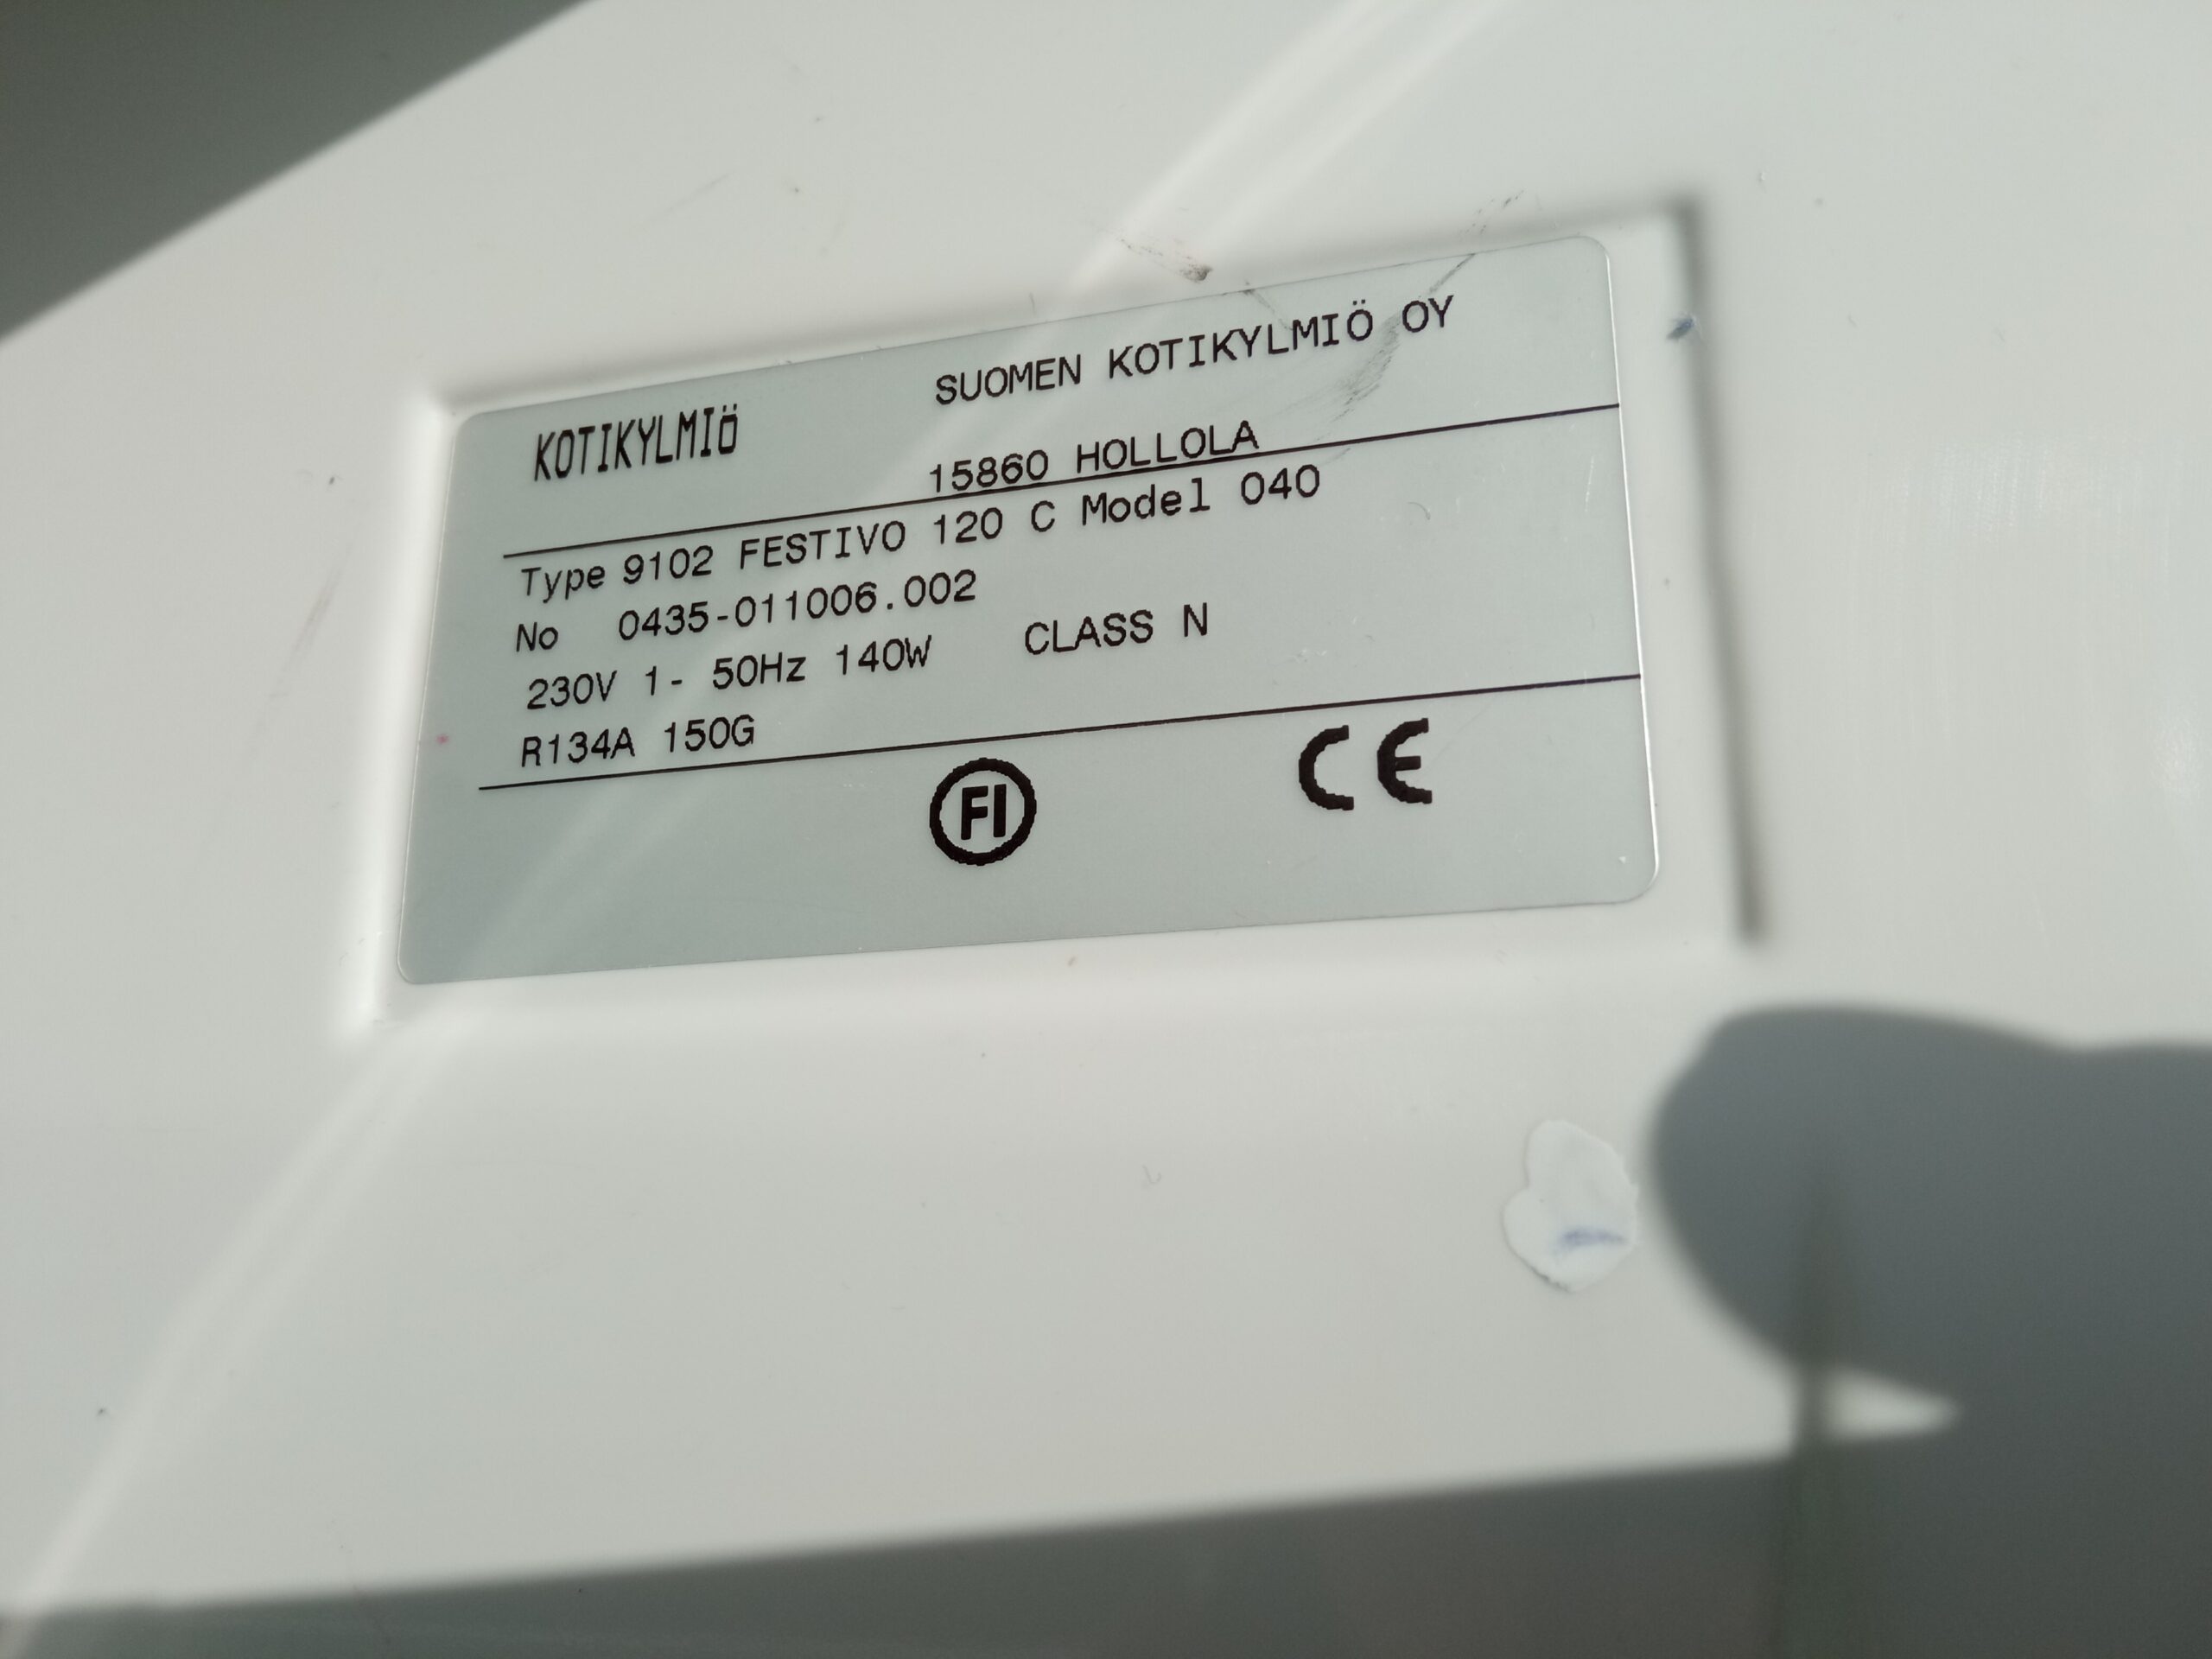 KOTIKYLMIÖ
SUOMEN KOTIKYLMIÖ OY
15860 HOLLOLA
Type 9102 FESTIVO 120 C Model 040
No 0435-011006.002
230V 1- 50Hz 140W CLASS N
R134A 150G
FI CE